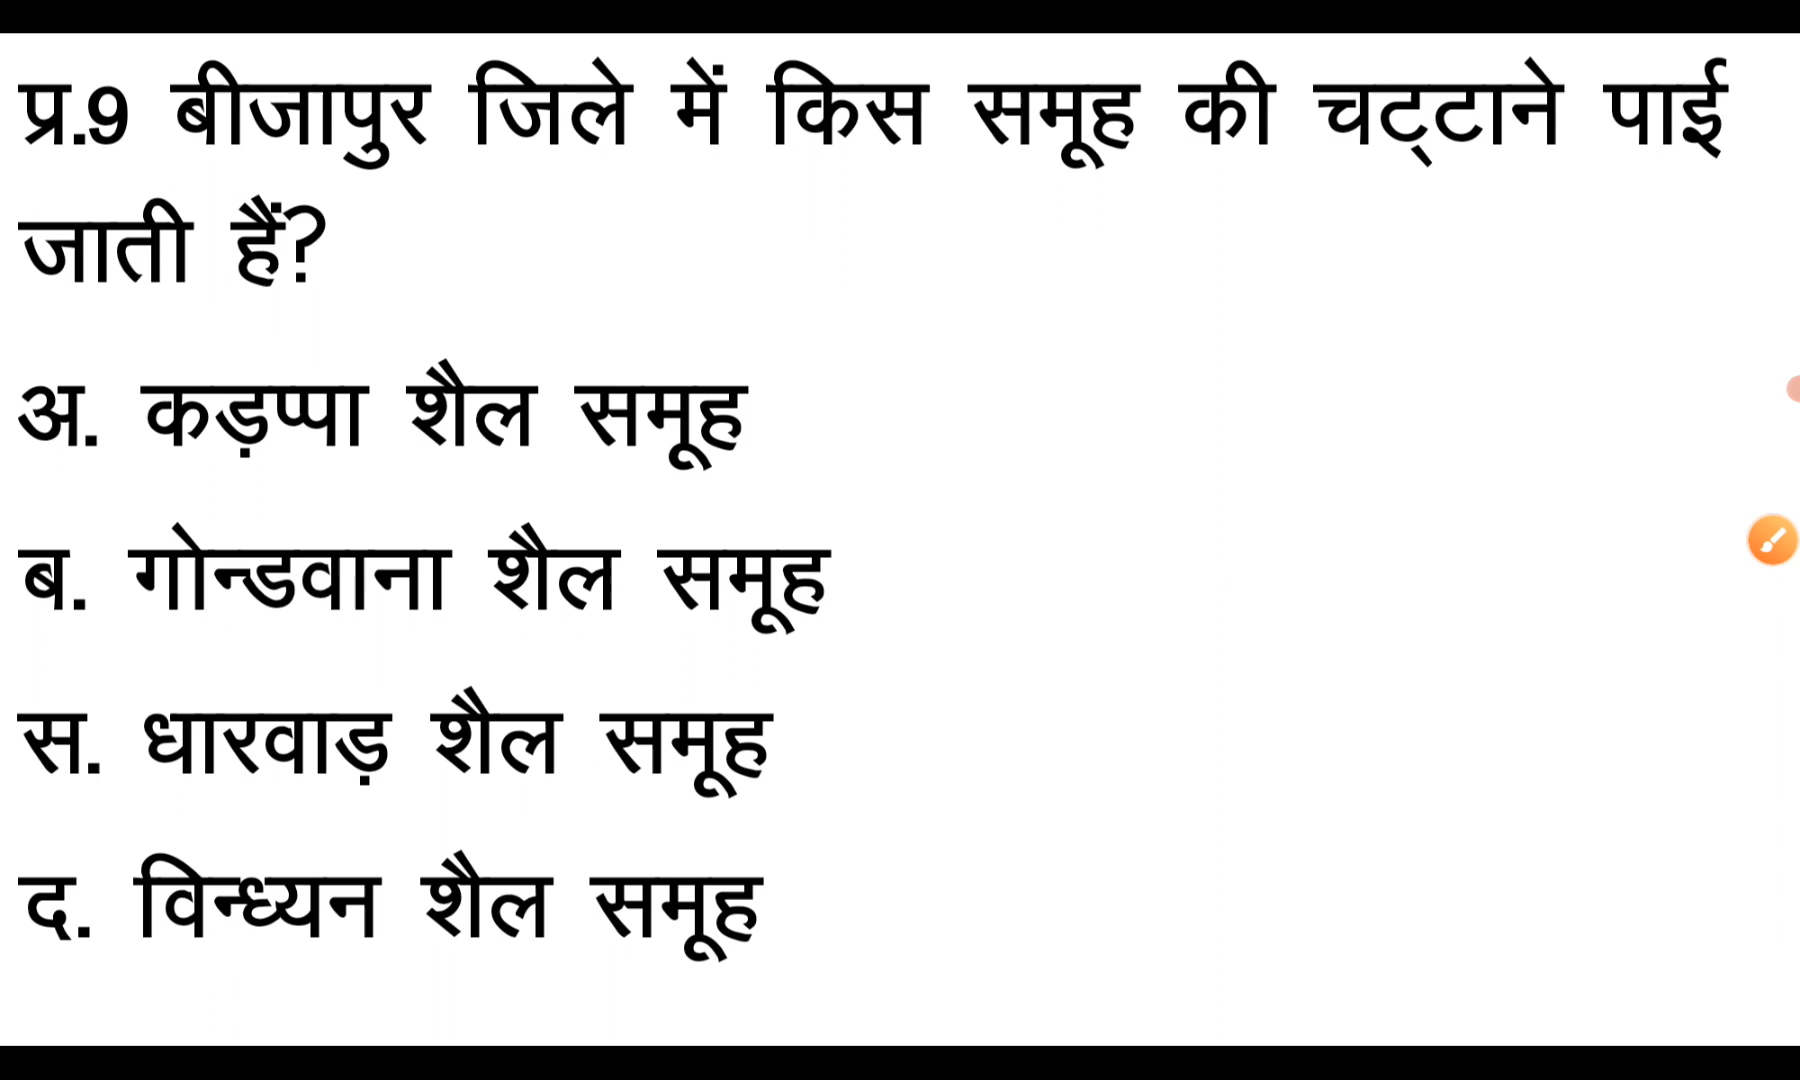 प्र.9 बीजापुर जिले में किस समूह की चट्‌टाने पाई
जाती हैं?
अ. कड़प्पा शैल समूह
ब. गोन्डवाना शैल समूह
स. धारवाड़ शैल समूह
द. विन्ध्यन शैल समूह